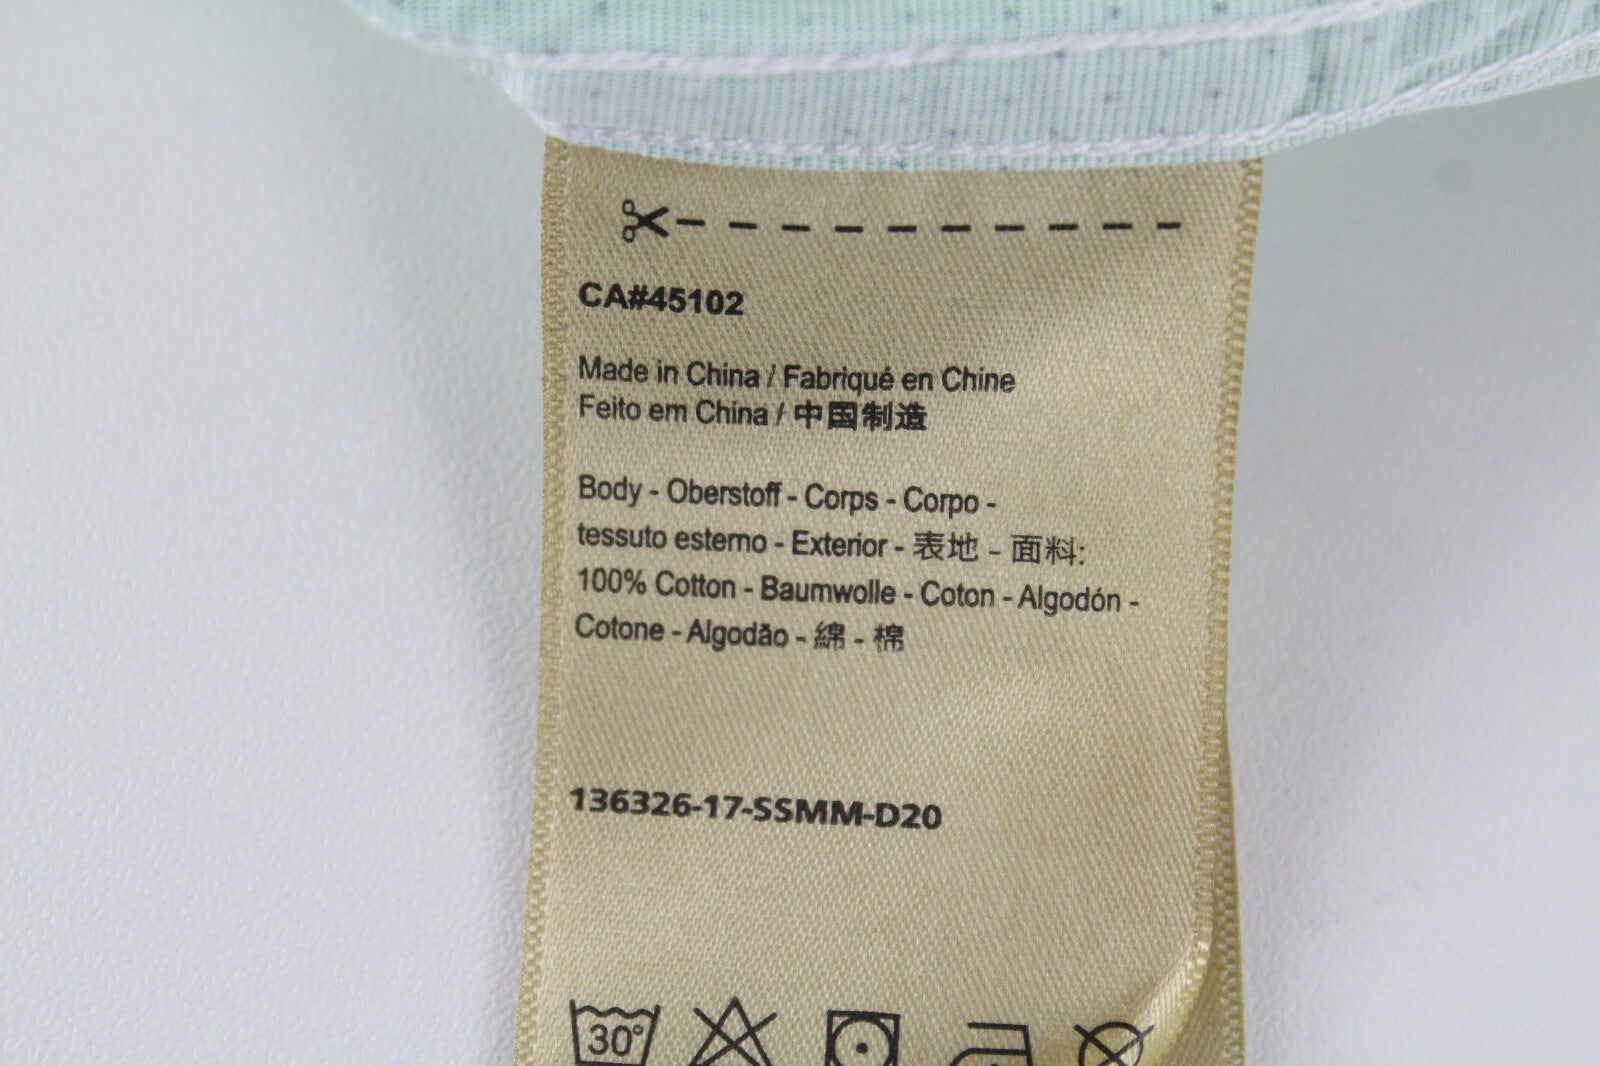 CA#45102
Made in China / Fabriqué en Chine
Feito em China / 中国制造
Body - Oberstoff - Corps - Corpo -
tessuto esterno - Exterior - 表地 - 面料:
100% Cotton - Baumwolle - Coton - Algodón -
Cotone - Algodão - 綿 - 棉
136326-17-SSMM-D20
30°